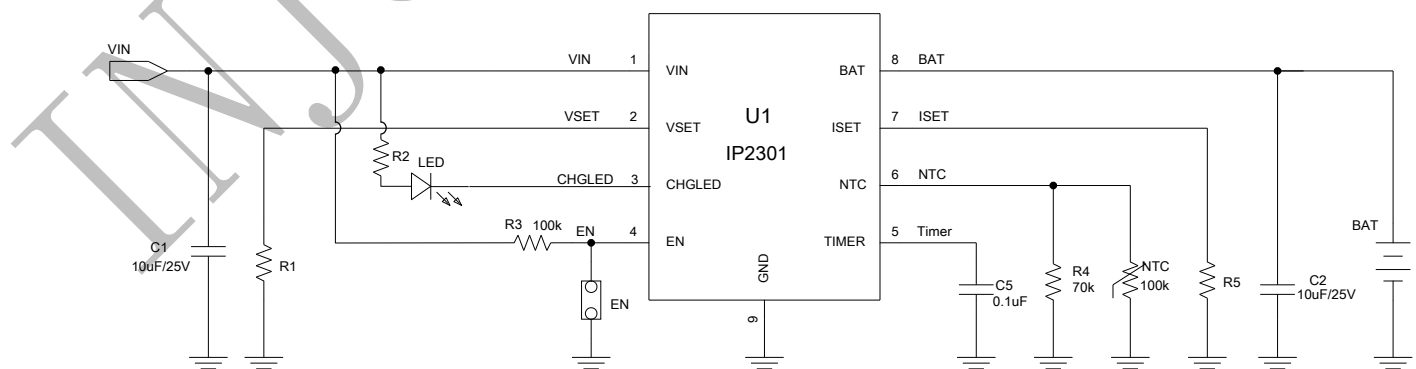 INJ
VIN
VIN
1
VIN
VSET
2
VSET
R2
LED
CHGLED
3
CHGLED
R3
100k
EN
4
EN
C1
10uF/25V
R1
EN
U1
IP2301
GND
9
BAT
8
BAT
ISET
7
ISET
NTC
6
NTC
TIMER
5
Timer
C5
0.1uF
R4
70k
NTC
100k
R5
C2
10uF/25V
BAT